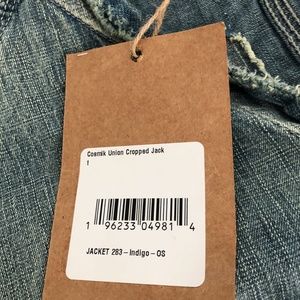 Cosmik Union Cropped Jack
t
1 96233 04981 4
JACKET 283-Indigo-OS